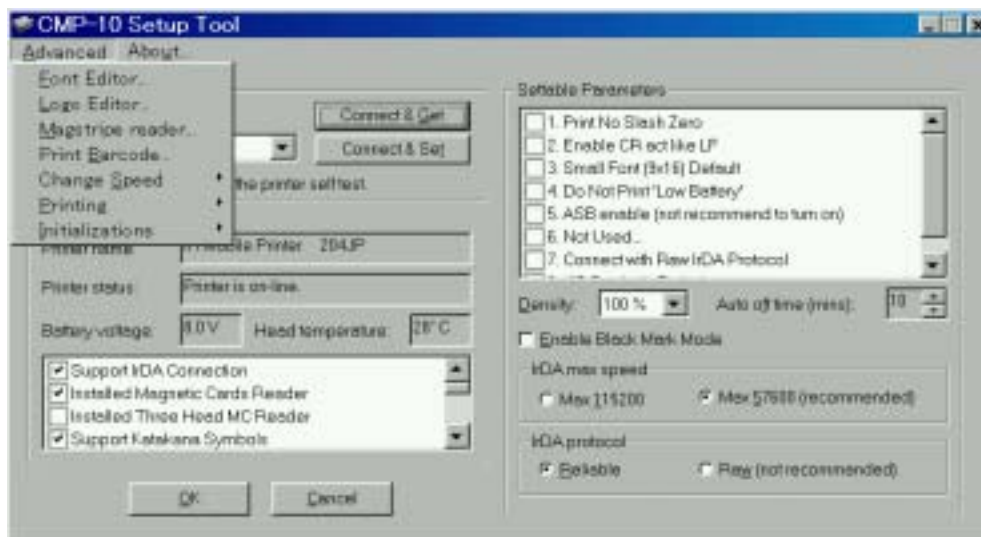 CMP-10 Setup Tool
Advanced About..
Font Editor..
Logo Editor..
Magstripe reader..
Print Barcode..
Change Speed
Printing
Initializations
Connect & Get
Connect & Set
the printer selftest.
Printer name: Mobile Printer 204JP
Printer status: Printer is on-line.
Battery voltage: 8.0 V Head temperature: 28° C
Support IrDA Connection
Installed Magnetic Cards Reader
Installed Three Head MC Reader
Support Katakana Symbols
OK
Cancel
Settable Parameters
1. Print No Slash Zero
2. Enable CR act like LF
3. Small Font (9x16) Default
4. Do Not Print "Low Battery"
5. ASB enable (not recommend to turn on)
6. Not Used..
7. Connect with Raw IrDA Protocol
Density: 100 % Auto off time (mins): 10
Enable Black Mark Mode
IrDA max speed
Max 115200
Max 57600 (recommended)
IrDA protocol
Reliable
Raw (not recommended)